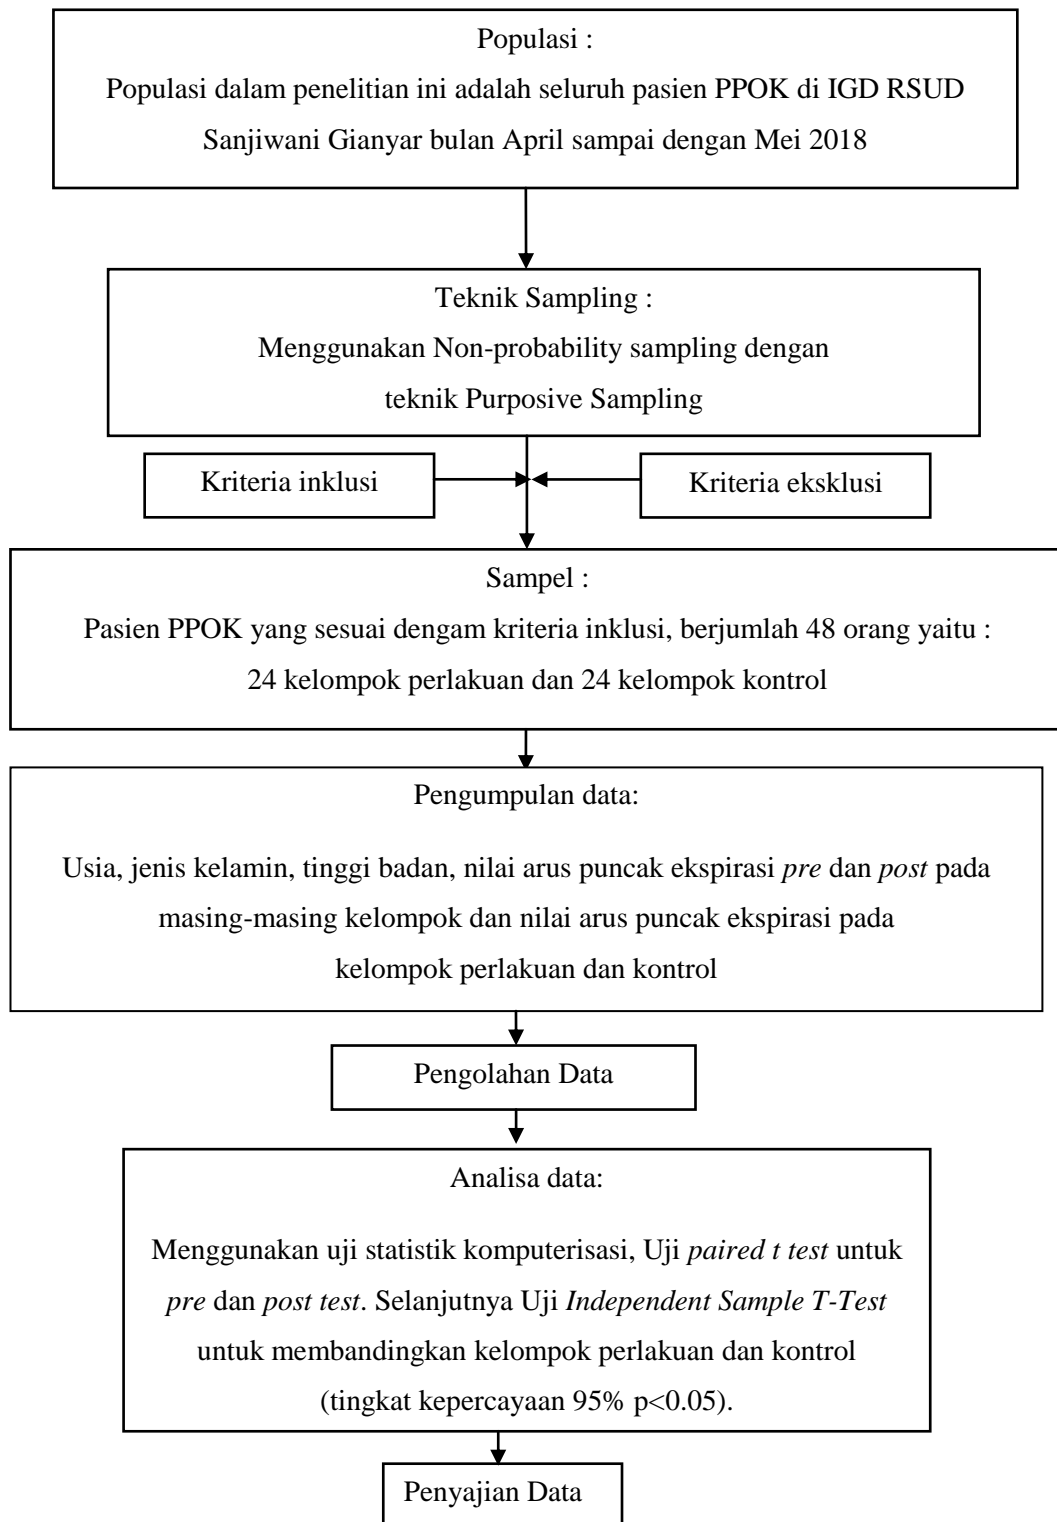 Populasi :
Populasi dalam penelitian ini adalah seluruh pasien PPOK di IGD RSUD
Sanjiwani Gianyar bulan April sampai dengan Mei 2018
Teknik Sampling :
Menggunakan Non-probability sampling dengan
teknik Purposive Sampling
Kriteria inklusi
Kriteria eksklusi
Sampel :
Pasien PPOK yang sesuai dengam kriteria inklusi, berjumlah 48 orang yaitu :
24 kelompok perlakuan dan 24 kelompok kontrol
Pengumpulan data:
Usia, jenis kelamin, tinggi badan, nilai arus puncak ekspirasi pre dan post pada
masing-masing kelompok dan nilai arus puncak ekspirasi pada
kelompok perlakuan dan kontrol
Pengolahan Data
Analisa data:
Menggunakan uji statistik komputerisasi, Uji paired t test untuk
pre dan post test. Selanjutnya Uji Independent Sample T-Test
untuk membandingkan kelompok perlakuan dan kontrol
(tingkat kepercayaan 95% p<0.05).
Penyajian Data